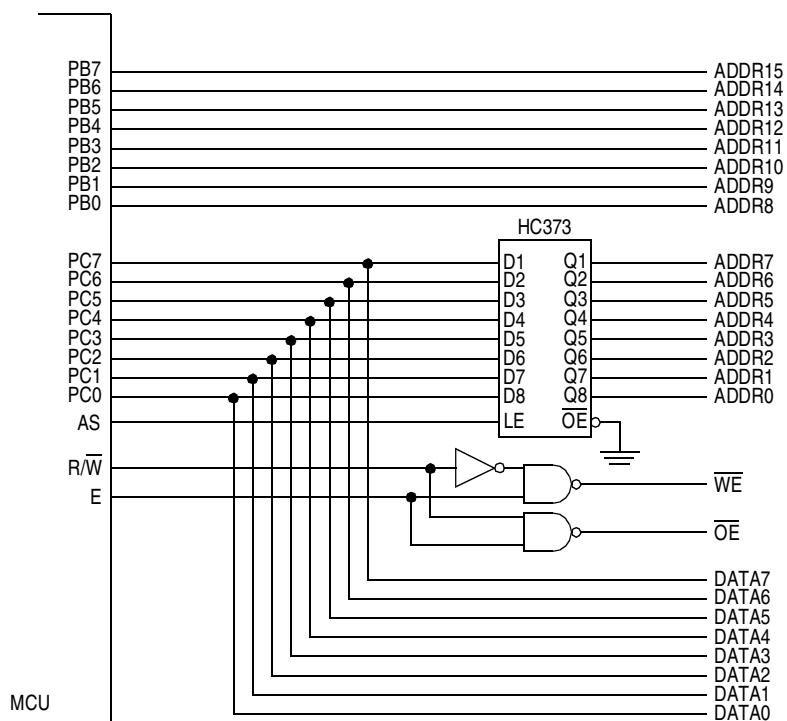 PB7 ADDR15
PB6 ADDR14
PB5 ADDR13
PB4 ADDR12
PB3 ADDR11
PB2 ADDR10
PB1 ADDR9
PB0 ADDR8
HC373
PC7 D1 Q1 ADDR7
PC6 D2 Q2 ADDR6
PC5 D3 Q3 ADDR5
PC4 D4 Q4 ADDR4
PC3 D5 Q5 ADDR3
PC2 D6 Q6 ADDR2
PC1 D7 Q7 ADDR1
PC0 D8 Q8 ADDR0
AS LE O̅E̅
R/W̅
W̅E̅
E
O̅E̅
DATA7
DATA6
DATA5
DATA4
DATA3
DATA2
DATA1
MCU
DATA0